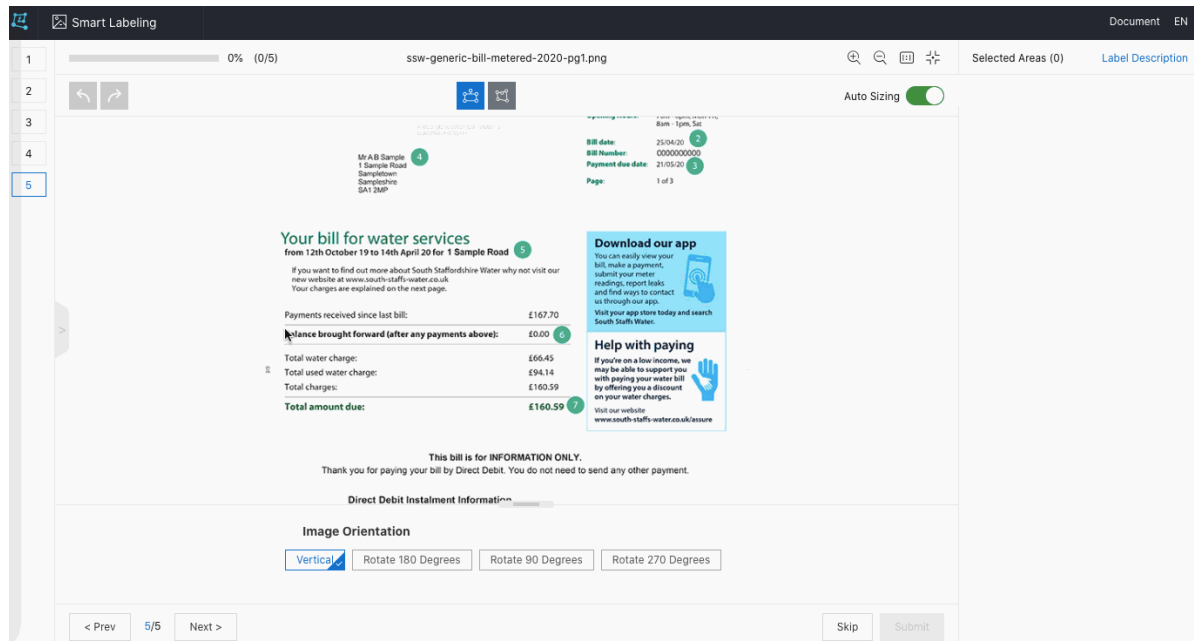 Smart Labeling
Document EN
1
2
3
4
5
0% (0/5)
ssw-generic-bill-metered-2020-pg1.png
Selected Areas (0)
Label Description
Auto Sizing
8am - 1pm, Sat
Bill date: 25/04/20 2
Bill Number: 0000000000
Payment due date: 21/05/20 3
Page: 1 of 3
Mr A B Sample 4
1 Sample Road
Sampletown
Sampleshire
SA1 2MP
Your bill for water services
from 12th October 19 to 14th April 20 for 1 Sample Road 5
If you want to find out more about South Staffordshire Water why not visit our
new website at www.south-staffs-water.co.uk
Your charges are explained on the next page.
Payments received since last bill: £167.70
Balance brought forward (after any payments above): £0.00 6
Total water charge: £66.45
Total used water charge: £94.14
Total charges: £160.59
Total amount due: £160.59 7
Download our app
You can easily view your
bill, make a payment,
submit your meter
readings, report leaks
and find ways to contact
us through our app.
Visit your app store today and search
South Staffs Water.
Help with paying
If you're on a low income, we
may be able to support you
with paying your water bill
by offering you a discount
on your water charges.
Visit our website
www.south-staffs-water.co.uk/assure
This bill is for INFORMATION ONLY.
Thank you for paying your bill by Direct Debit. You do not need to send any other payment.
Direct Debit Instalment Information
Image Orientation
Vertical
Rotate 180 Degrees
Rotate 90 Degrees
Rotate 270 Degrees
< Prev
5/5
Next >
Skip
Submit